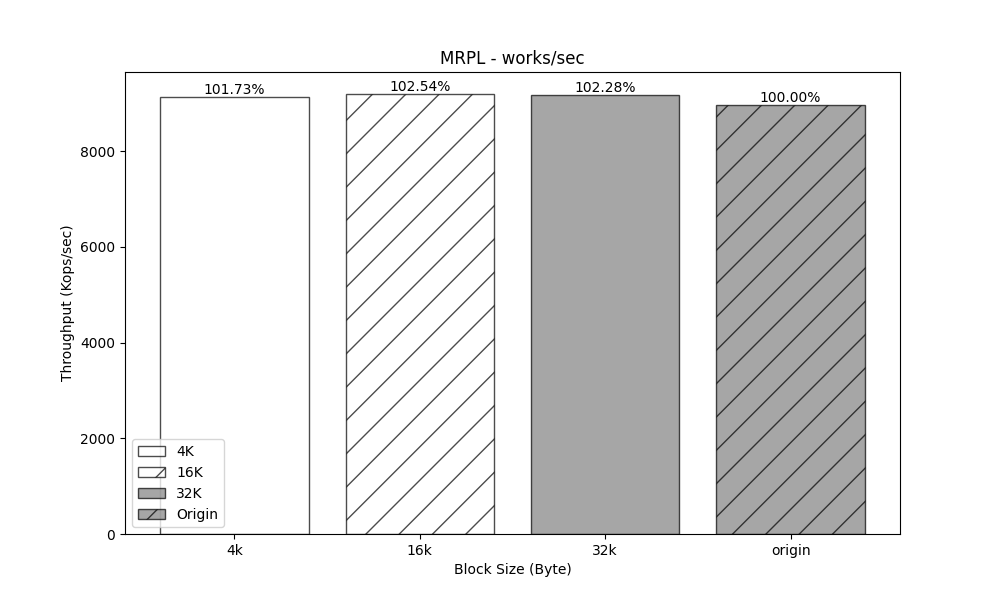 MRPL - works/sec
101.73%
102.54%
102.28%
100.00%
Throughput (Kops/sec)
8000
6000
4000
2000
0
4K
16K
32K
Origin
4k
16k
32k
origin
Block Size (Byte)